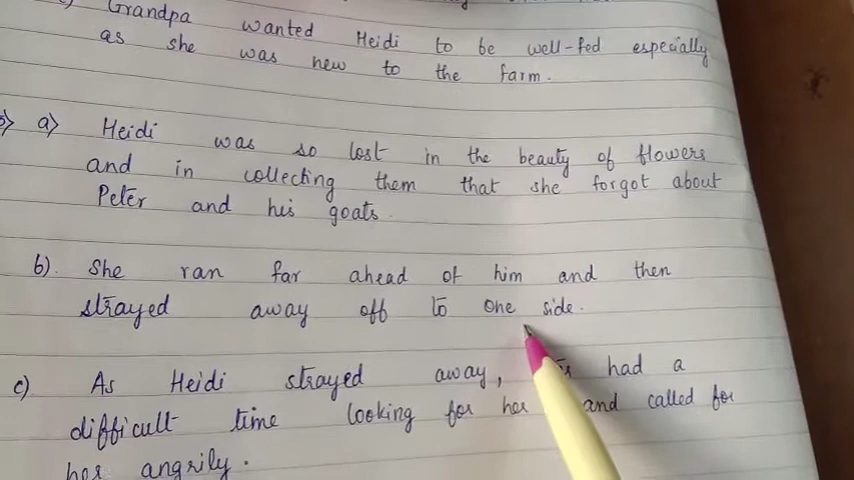 Grandpa wanted Heidi to be well-fed especially
as she was new to the farm.
a) Heidi was so lost in the beauty of flowers
and in collecting them that she forgot about
Peter and his goats.
b). She ran far ahead of him and then
strayed away off to one side.
c) As Heidi strayed away, had a
difficult time looking for her and called for
her angrily.